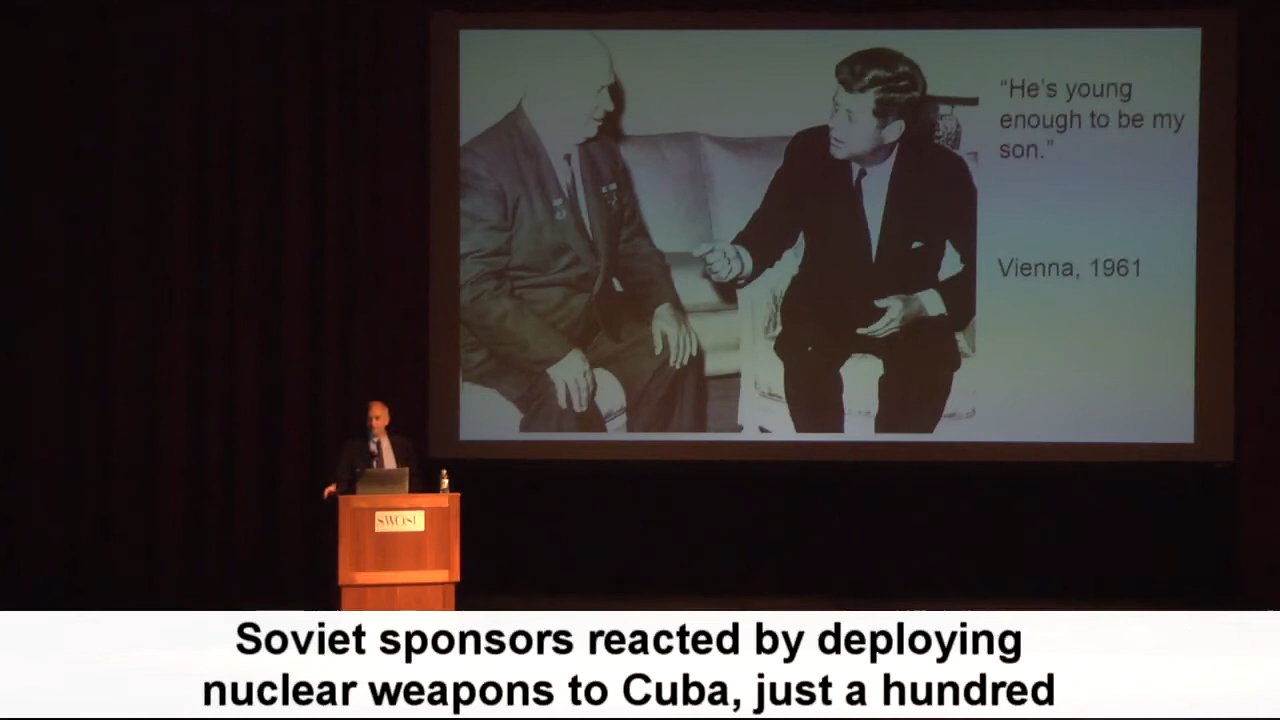 “He’s young
enough to be my
son.”
Vienna, 1961
SWOSU
Soviet sponsors reacted by deploying
nuclear weapons to Cuba, just a hundred